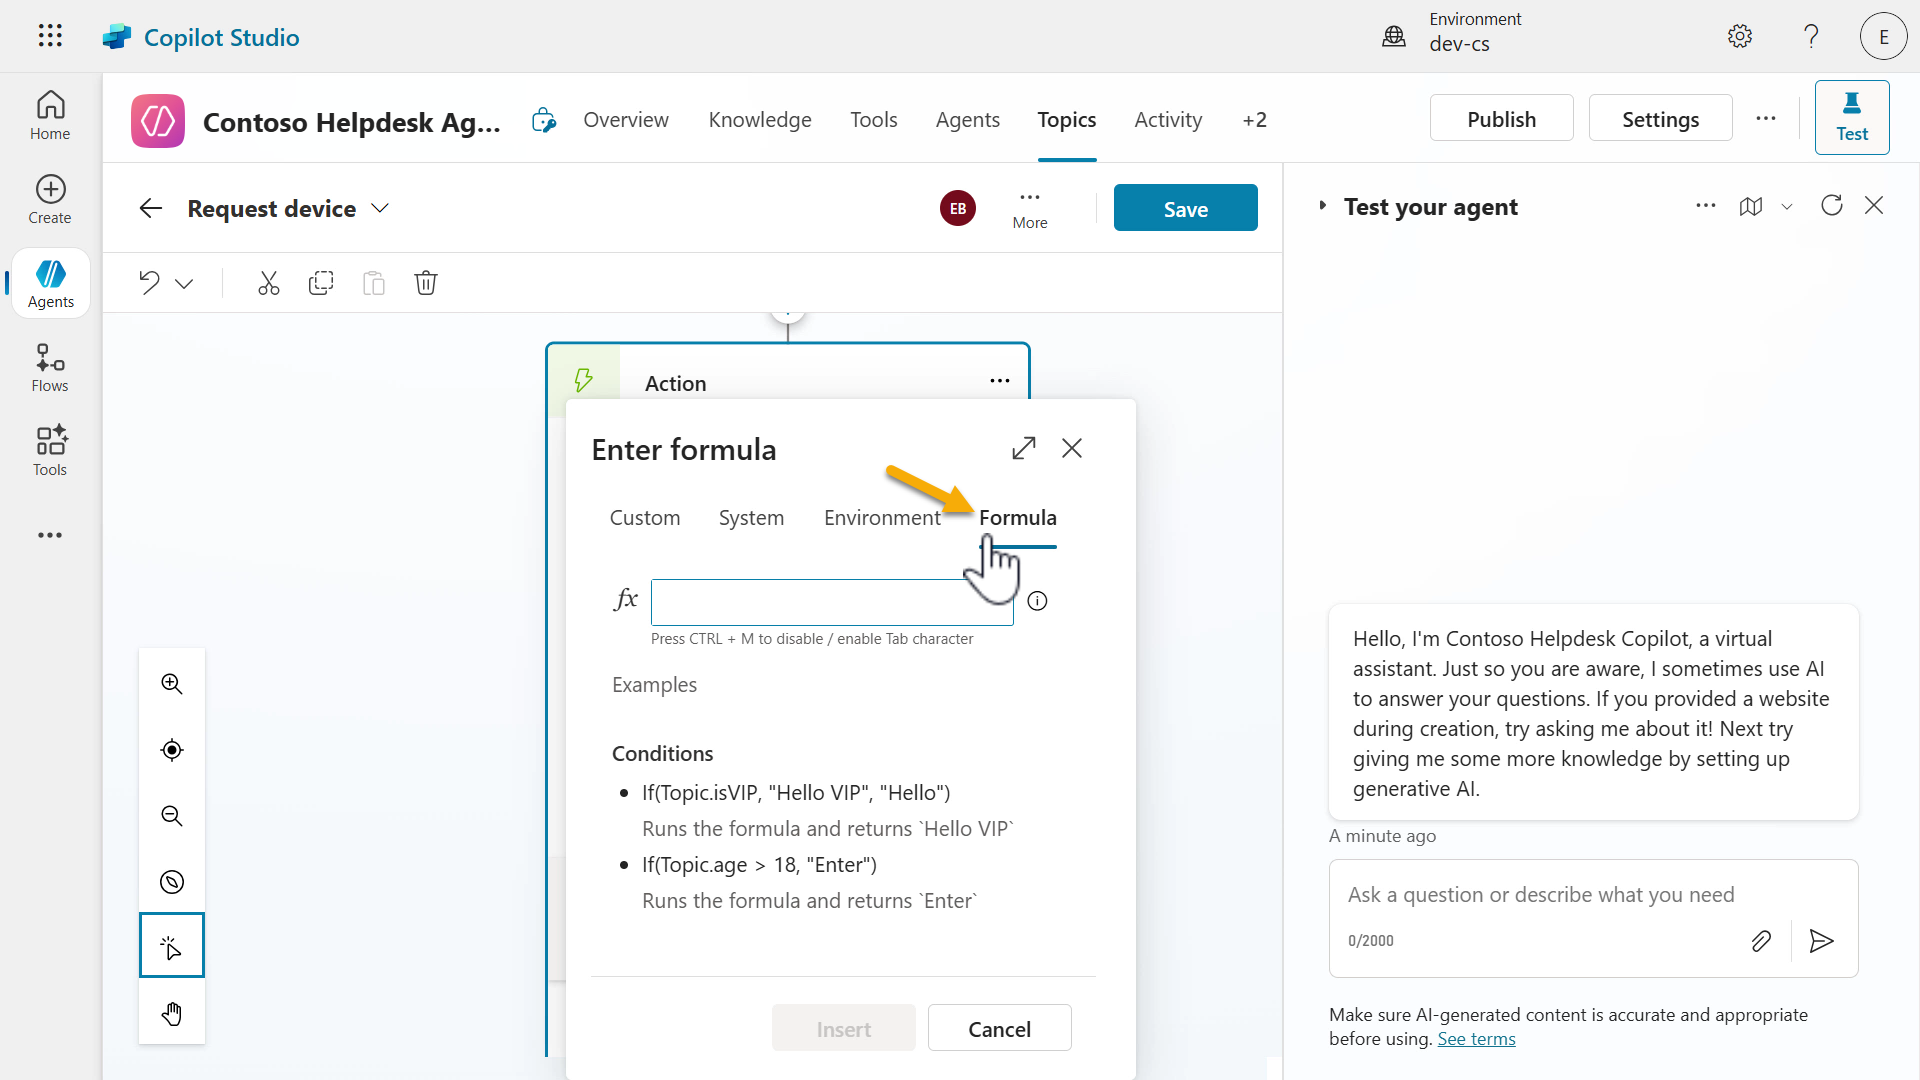 Copilot Studio
Environment
dev-cs
?
E
Home
Create
Agents
Flows
Tools
Contoso Helpdesk Ag...
Overview
Knowledge
Tools
Agents
Topics
Activity
+2
Publish
Settings
Test
Request device
EB
More
Save
Action
Enter formula
Custom
System
Environment
Formula
fx
Press CTRL + M to disable / enable Tab character
Examples
Conditions
If(Topic.isVIP, "Hello VIP", "Hello")
Runs the formula and returns `Hello VIP`
If(Topic.age > 18, "Enter")
Runs the formula and returns `Enter`
Insert
Cancel
Test your agent
Hello, I'm Contoso Helpdesk Copilot, a virtual
assistant. Just so you are aware, I sometimes use AI
to answer your questions. If you provided a website
during creation, try asking me about it! Next try
giving me some more knowledge by setting up
generative AI.
A minute ago
Ask a question or describe what you need
0/2000
Make sure AI-generated content is accurate and appropriate
before using. See terms